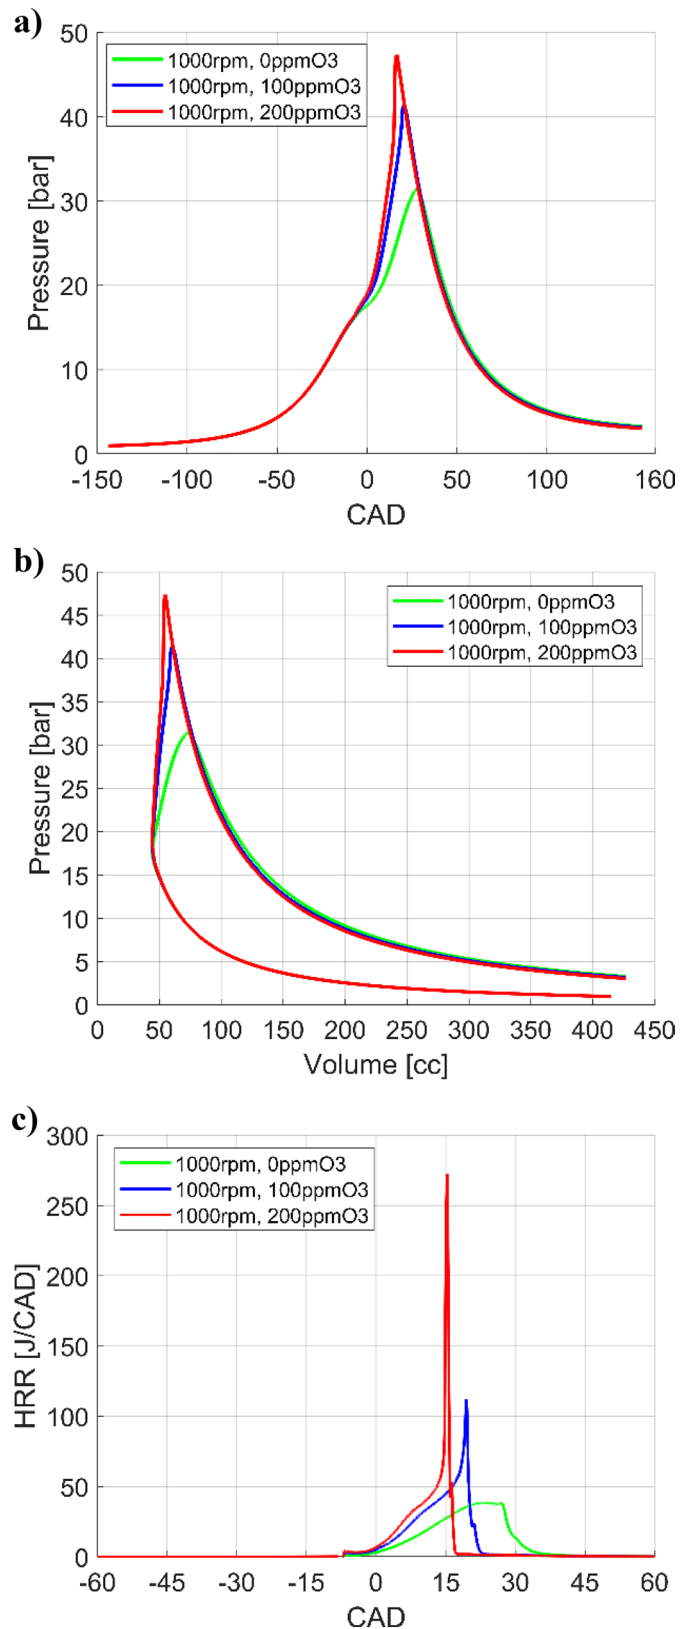 a)
50
40
30
20
10
0
Pressure [bar]
1000rpm, 0ppmO3
1000rpm, 100ppmO3
1000rpm, 200ppmO3
-150 -100 -50 0 50 100 160
CAD
b)
50
45
40
35
30
25
20
15
10
5
0
Pressure [bar]
1000rpm, 0ppmO3
1000rpm, 100ppmO3
1000rpm, 200ppmO3
0 50 100 150 200 250 300 350 400 450
Volume [cc]
c)
300
250
200
150
100
50
0
HRR [J/CAD]
1000rpm, 0ppmO3
1000rpm, 100ppmO3
1000rpm, 200ppmO3
-60 -45 -30 -15 0 15 30 45 60
CAD